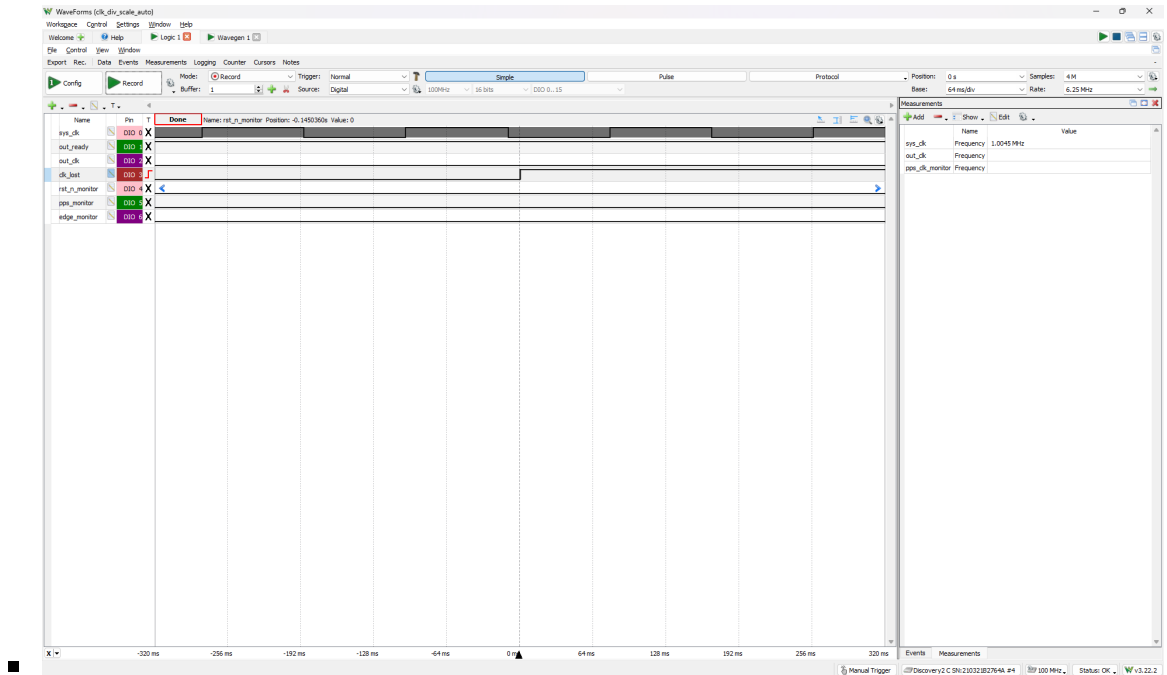 WaveForms (clk_div_scale_auto)
Workspace Control Settings Window Help
Welcome Help Logic 1 Wavegen 1
File Control View Window
Export Rec. Data Events Measurements Logging Counter Cursors Notes
Config Record Mode: Record Trigger: Normal Simple Pulse Protocol Position: 0 s Samples: 4 M
Buffer: 1 Source: Digital 100MHz 16 bits DIO 0..15 Base: 64 ms/div Rate: 6.25 MHz
T Measurements
Name Pin T Done Name: rst_n_monitor Position: -0.1450360s Value: 0 Add Show Edit
Name Value
sys_clk DIO 0 X
out_ready DIO 1 X
out_clk DIO 2 X
clk_lost DIO 3
rst_n_monitor DIO 4 X
pps_monitor DIO 5 X
edge_monitor DIO 6 X
sys_clk Frequency 1.0045 MHz
out_clk Frequency
pps_clk_monitor Frequency
X -320 ms -256 ms -192 ms -128 ms -64 ms 0 ms 64 ms 128 ms 192 ms 256 ms 320 ms Events Measurements
Manual Trigger Discovery2 C SN:210321B2764A #4 100 MHz Status: OK v3.22.2